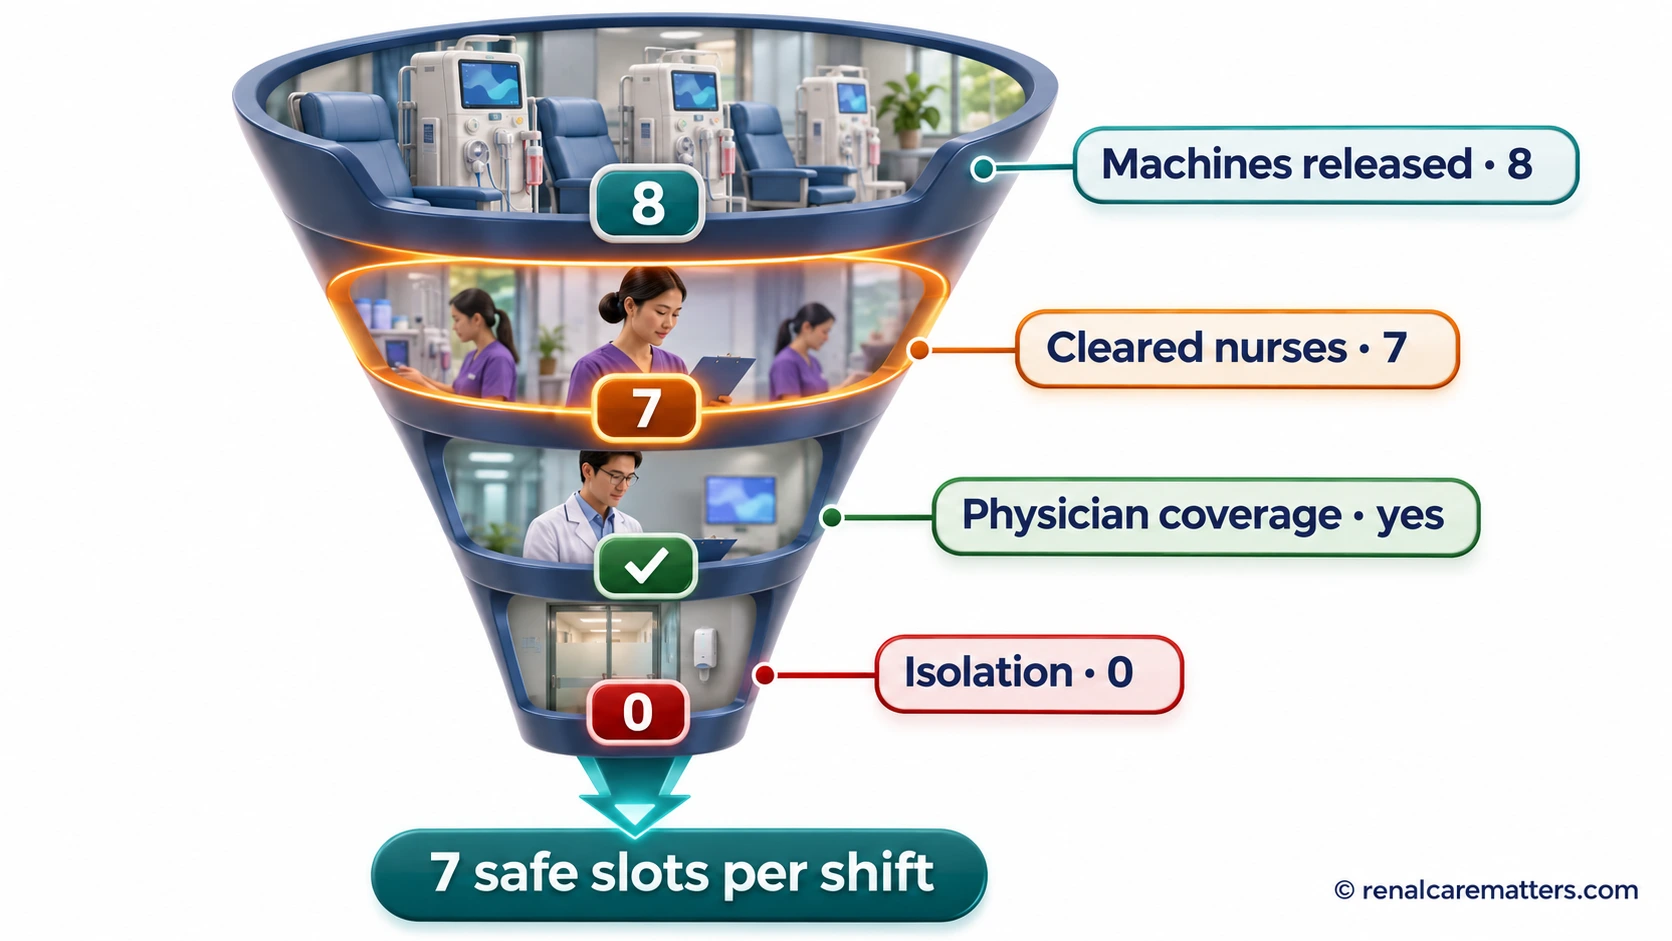 8
Machines released · 8
7
Cleared nurses · 7
Physician coverage · yes
0
Isolation · 0
7 safe slots per shift
© renalcarematters.com